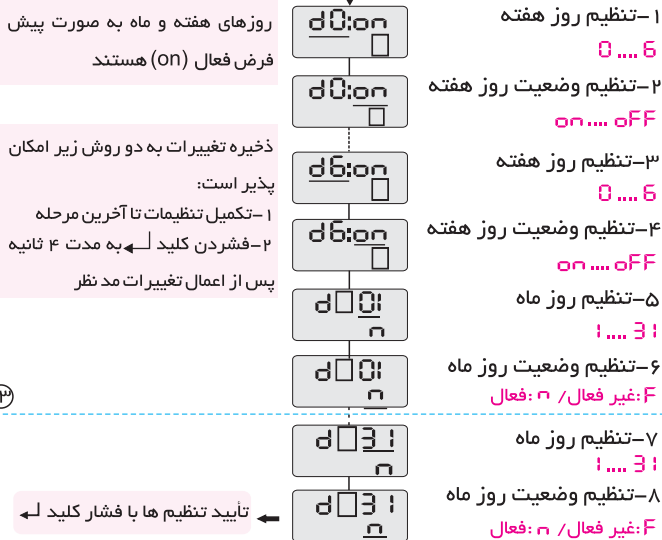 ۱-تنظیم روز هفته
0 .... 6
۲-تنظیم وضعیت روز هفته
on .... oFF
۳-تنظیم روز هفته
0 .... 6
۴-تنظیم وضعیت روز هفته
on .... oFF
۵-تنظیم روز ماه
1 .... 31
۶-تنظیم وضعیت روز ماه
F:غیر فعال/ n :فعال
۷-تنظیم روز ماه
1 .... 31
۸-تنظیم وضعیت روز ماه
F:غیر فعال/ n :فعال
d0:on
d0:on
d6:on
d6:on
d 01
n
d 01
n
d 31
n
d 31
n
روزهای هفته و ماه به صورت پیش
فرض فعال (on) هستند
ذخیره تغییرات به دو روش زیر امکان
پذیر است:
۱-تکمیل تنظیمات تا آخرین مرحله
۲-فشردن کلید ↲ به مدت ۴ ثانیه
پس از اعمال تغییرات مد نظر
۳
تأیید تنظیم ها با فشار کلید ↲